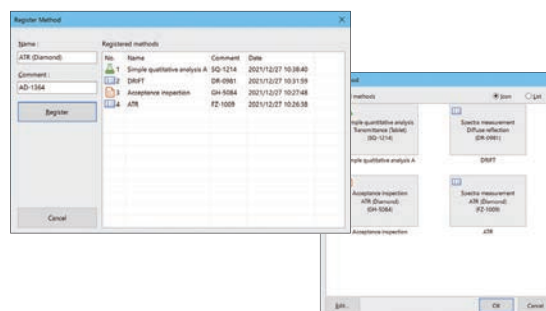 Register Method
Name :
ATR (Diamond)
Comment :
AD-1364
Register
Cancel
Registered methods
No. Name Comment Date
1 Simple quantitative analysis A SQ-1214 2021/12/27 10:38:40
2 DRIFT DR-0981 2021/12/27 10:31:59
3 Acceptance inspection GH-5084 2021/12/27 10:27:48
4 ATR FZ-1009 2021/12/27 10:26:38
methods
Icon
List
mple quantitative analysis
Transmittance (Tablet)
(SQ-1214)
mple quantitative analysis A
Spectra measurement
Diffuse reflection
(DR-0981)
DRIFT
Acceptance inspection
ATR (Diamond)
(GH-5084)
Acceptance inspection
Spectra measurement
ATR (Diamond)
(FZ-1009)
ATR
Edit...
OK
Cancel